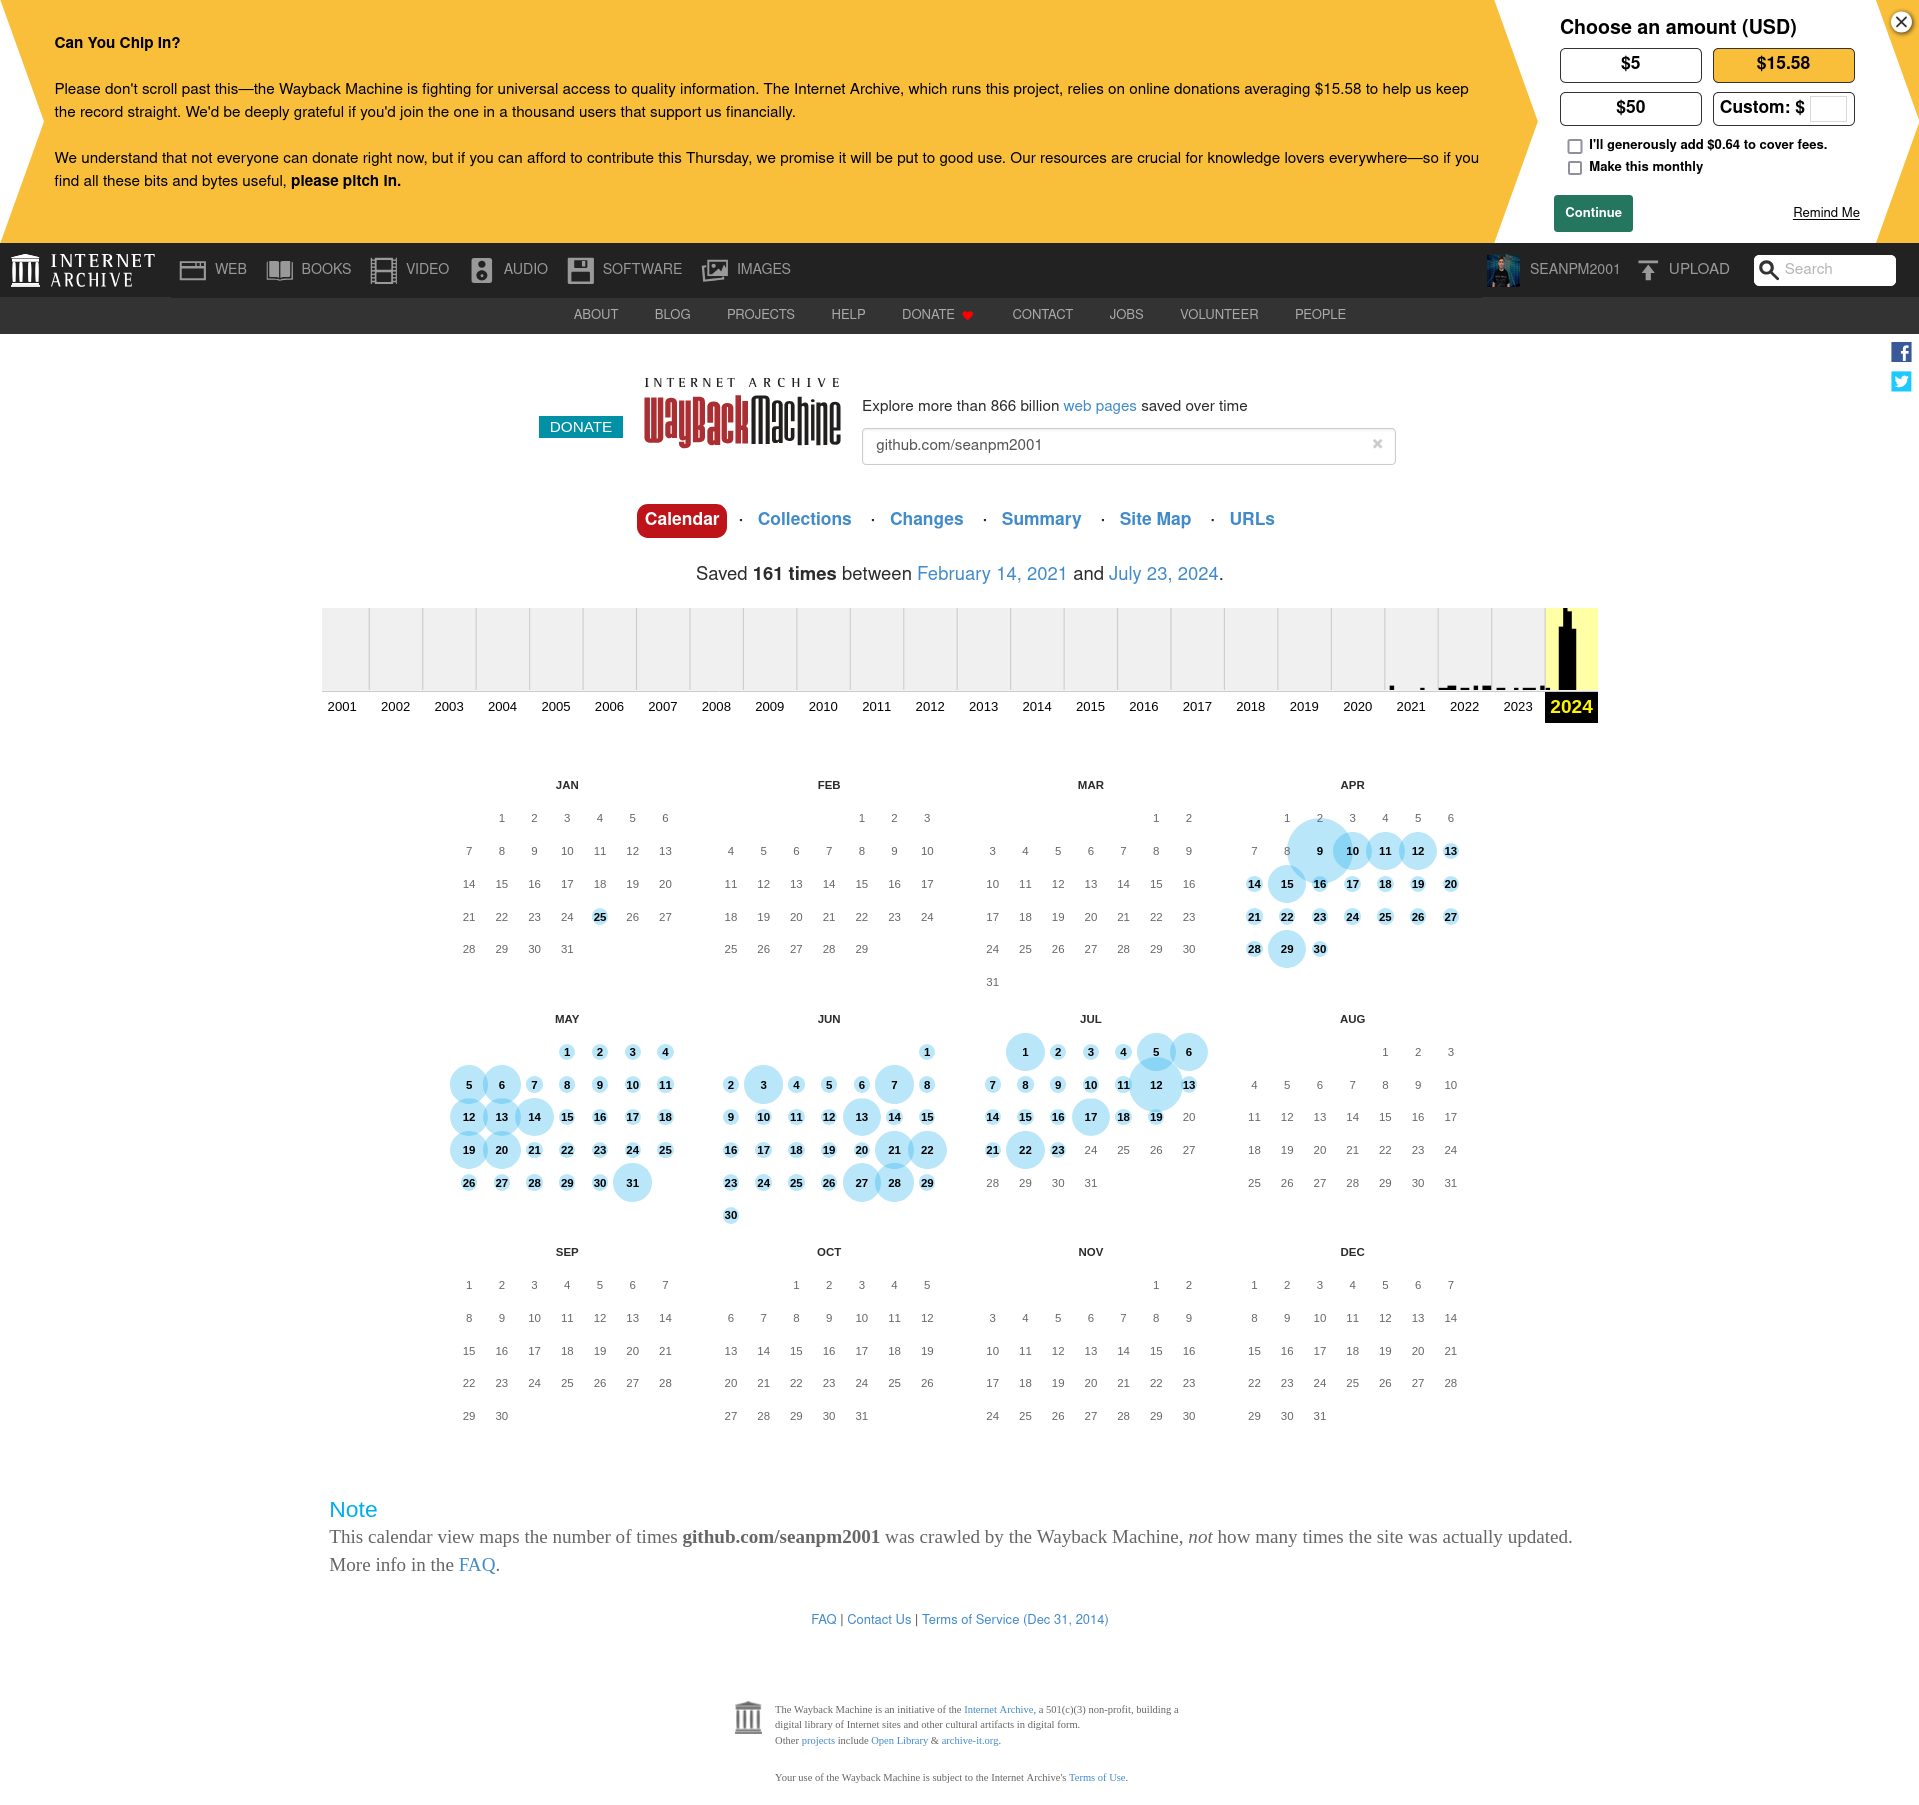 Can You Chip In?
Please don't scroll past this—the Wayback Machine is fighting for universal access to quality information. The Internet Archive, which runs this project, relies on online donations averaging $15.58 to help us keep
the record straight. We'd be deeply grateful if you'd join the one in a thousand users that support us financially.
We understand that not everyone can donate right now, but if you can afford to contribute this Thursday, we promise it will be put to good use. Our resources are crucial for knowledge lovers everywhere—so if you
find all these bits and bytes useful, please pitch in.
Choose an amount (USD)
$5 $15.58
$50 Custom: $
I'll generously add $0.64 to cover fees.
Make this monthly
Continue Remind Me
INTERNET
ARCHIVE
WEB BOOKS VIDEO AUDIO SOFTWARE IMAGES SEANPM2001 UPLOAD Search
ABOUT BLOG PROJECTS HELP DONATE CONTACT JOBS VOLUNTEER PEOPLE
DONATE
INTERNET ARCHIVE
WayBackMachine
Explore more than 866 billion web pages saved over time
github.com/seanpm2001 ×
Calendar · Collections · Changes · Summary · Site Map · URLs
Saved 161 times between February 14, 2021 and July 23, 2024.
2001 2002 2003 2004 2005 2006 2007 2008 2009 2010 2011 2012 2013 2014 2015 2016 2017 2018 2019 2020 2021 2022 2023 2024
JAN
1 2 3 4 5 6
7 8 9 10 11 12 13
14 15 16 17 18 19 20
21 22 23 24 25 26 27
28 29 30 31
FEB
1 2 3
4 5 6 7 8 9 10
11 12 13 14 15 16 17
18 19 20 21 22 23 24
25 26 27 28 29
MAR
1 2
3 4 5 6 7 8 9
10 11 12 13 14 15 16
17 18 19 20 21 22 23
24 25 26 27 28 29 30
31
APR
1 2 3 4 5 6
7 8 9 10 11 12 13
14 15 16 17 18 19 20
21 22 23 24 25 26 27
28 29 30
MAY
1 2 3 4
5 6 7 8 9 10 11
12 13 14 15 16 17 18
19 20 21 22 23 24 25
26 27 28 29 30 31
JUN
1
2 3 4 5 6 7 8
9 10 11 12 13 14 15
16 17 18 19 20 21 22
23 24 25 26 27 28 29
30
JUL
1 2 3 4 5 6
7 8 9 10 11 12 13
14 15 16 17 18 19 20
21 22 23 24 25 26 27
28 29 30 31
AUG
1 2 3
4 5 6 7 8 9 10
11 12 13 14 15 16 17
18 19 20 21 22 23 24
25 26 27 28 29 30 31
SEP
1 2 3 4 5 6 7
8 9 10 11 12 13 14
15 16 17 18 19 20 21
22 23 24 25 26 27 28
29 30
OCT
1 2 3 4 5
6 7 8 9 10 11 12
13 14 15 16 17 18 19
20 21 22 23 24 25 26
27 28 29 30 31
NOV
1 2
3 4 5 6 7 8 9
10 11 12 13 14 15 16
17 18 19 20 21 22 23
24 25 26 27 28 29 30
DEC
1 2 3 4 5 6 7
8 9 10 11 12 13 14
15 16 17 18 19 20 21
22 23 24 25 26 27 28
29 30 31
Note
This calendar view maps the number of times github.com/seanpm2001 was crawled by the Wayback Machine, not how many times the site was actually updated.
More info in the FAQ.
FAQ | Contact Us | Terms of Service (Dec 31, 2014)
The Wayback Machine is an initiative of the Internet Archive, a 501(c)(3) non-profit, building a
digital library of Internet sites and other cultural artifacts in digital form.
Other projects include Open Library & archive-it.org.
Your use of the Wayback Machine is subject to the Internet Archive's Terms of Use.